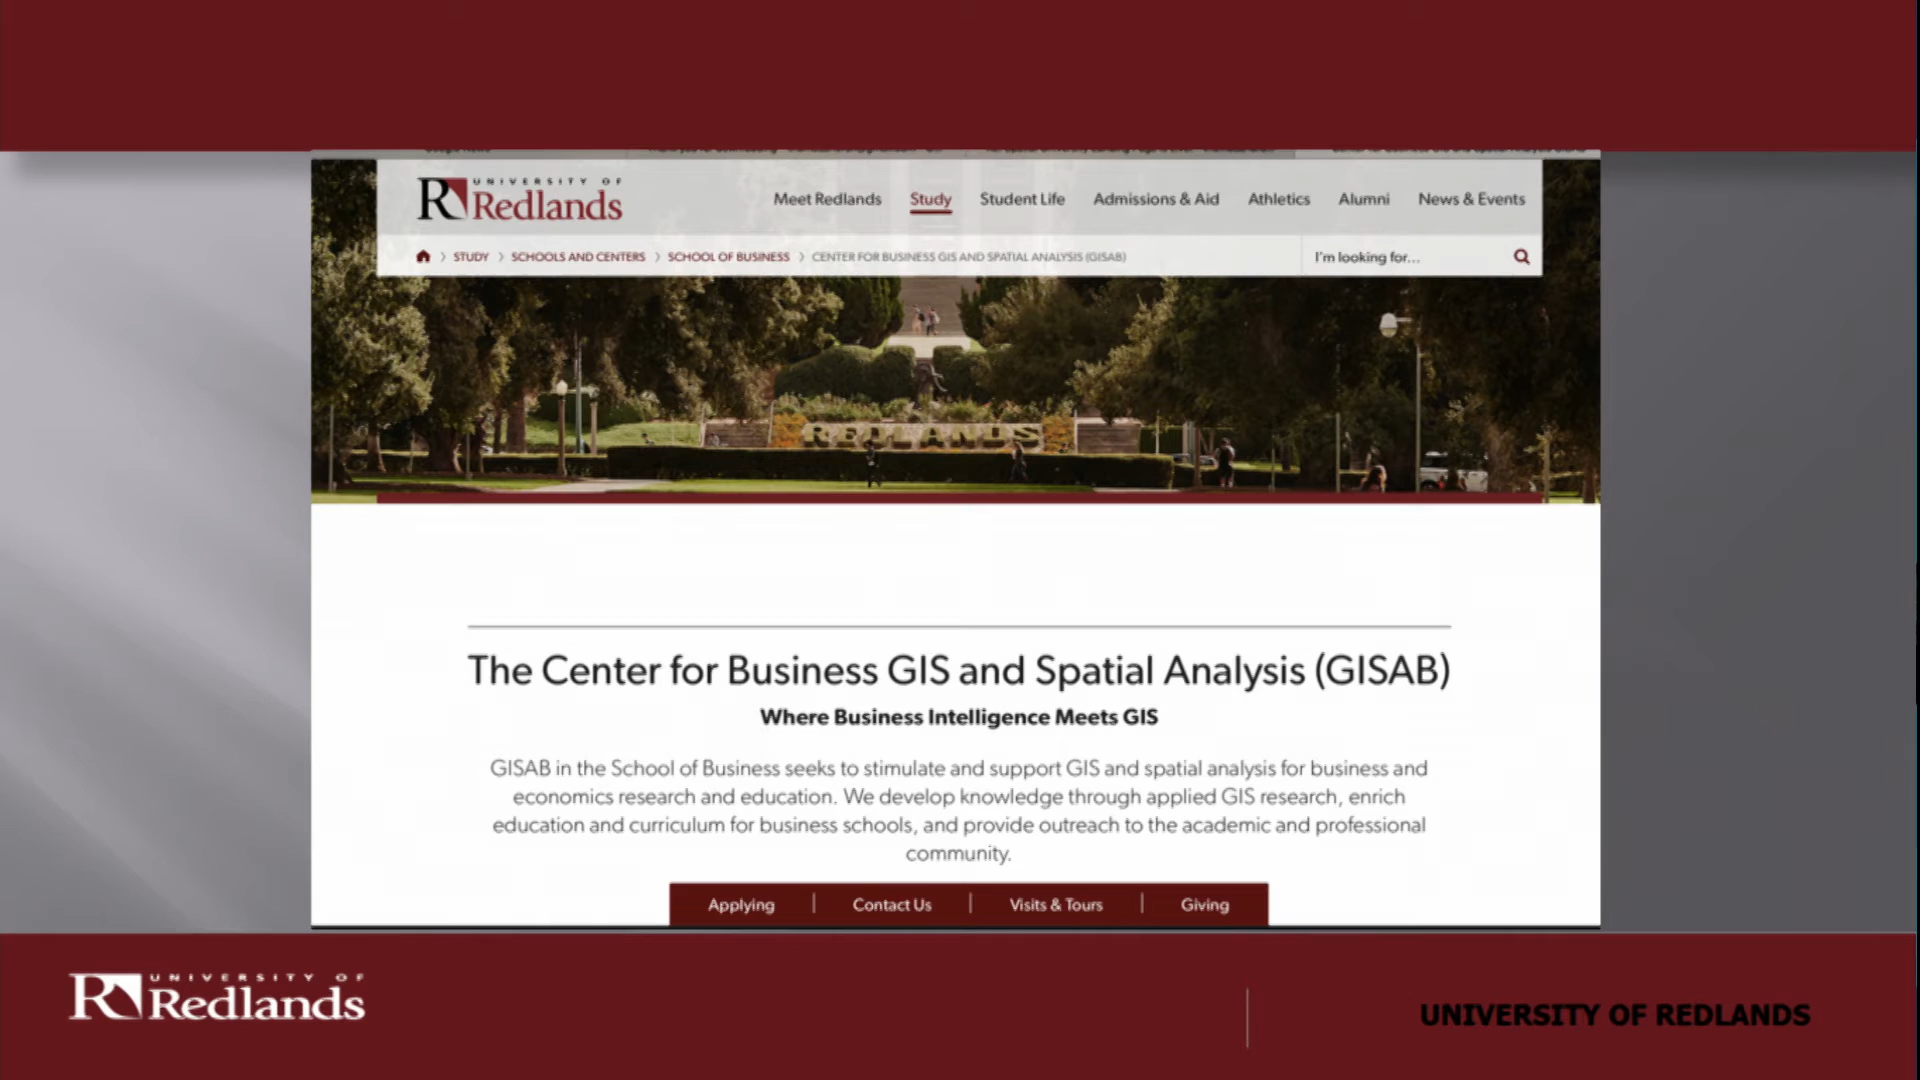 UNIVERSITY OF
Redlands
Meet Redlands Study Student Life Admissions & Aid Athletics Alumni News & Events
STUDY SCHOOLS AND CENTERS SCHOOL OF BUSINESS CENTER FOR BUSINESS GIS AND SPATIAL ANALYSIS (GISAB)
I'm looking for...
REDLANDS
The Center for Business GIS and Spatial Analysis (GISAB)
Where Business Intelligence Meets GIS
GISAB in the School of Business seeks to stimulate and support GIS and spatial analysis for business and
economics research and education. We develop knowledge through applied GIS research, enrich
education and curriculum for business schools, and provide outreach to the academic and professional
community.
Applying | Contact Us | Visits & Tours | Giving
UNIVERSITY OF
Redlands
UNIVERSITY OF REDLANDS